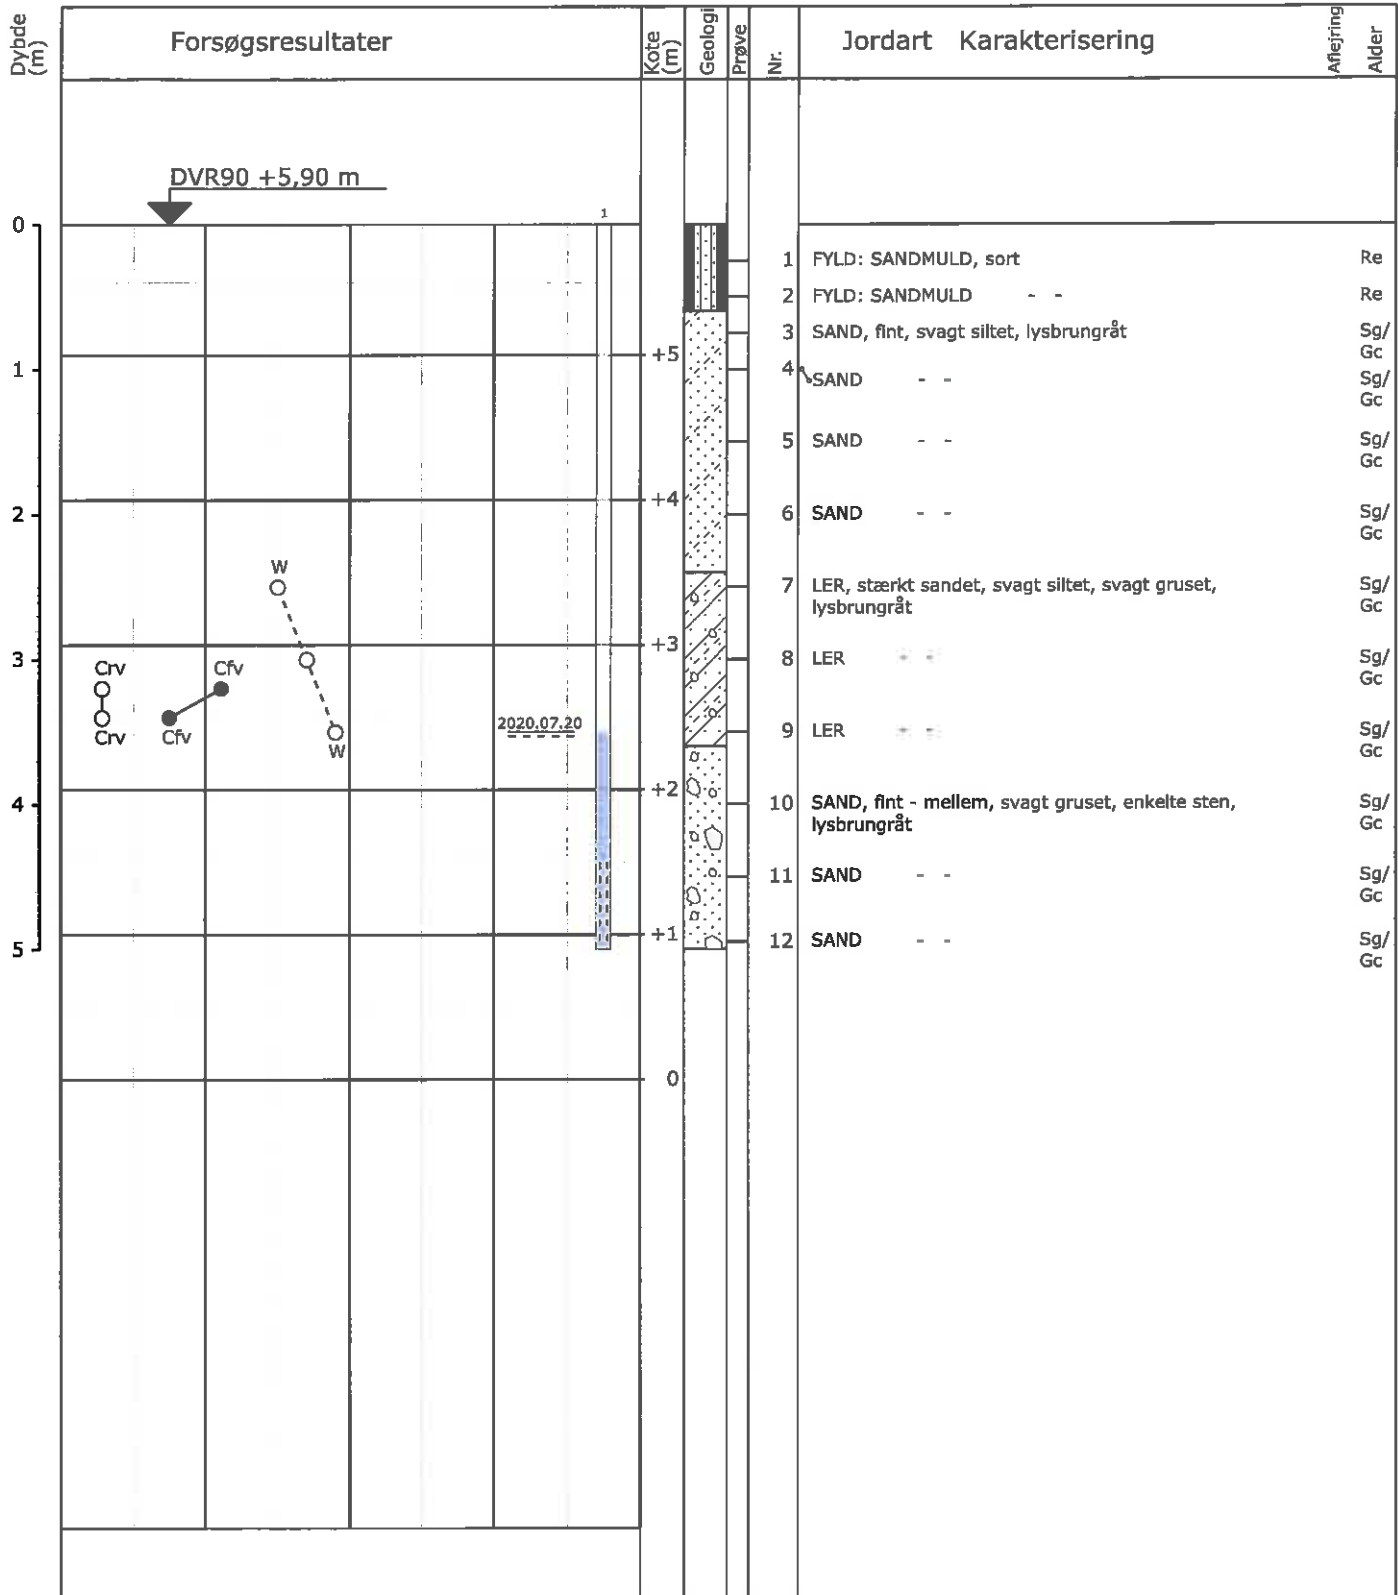 Dybde (m)
Forsøgsresultater
Kote (m)
Geologi
Prøve
Nr.
Jordart Karakterisering
Aflejring
Alder
DVR90 +5,90 m
1
0
1 FYLD: SANDMULD, sort Re
2 FYLD: SANDMULD - - Re
3 SAND, fint, svagt siltet, lysbrungråt Sg/
Gc
+5
1
4 SAND - - Sg/
Gc
5 SAND - - Sg/
Gc
+4
2
6 SAND - - Sg/
Gc
W
7 LER, stærkt sandet, svagt siltet, svagt gruset, Sg/
lysbrungråt Gc
+3
3
8 LER - - Sg/
Gc
Crv Cfv
2020.07.20
9 LER - - Sg/
Gc
Crv Cfv W
+2
4
10 SAND, fint - mellem, svagt gruset, enkelte sten, Sg/
lysbrungråt Gc
11 SAND - - Sg/
Gc
+1
5
12 SAND - - Sg/
Gc
0